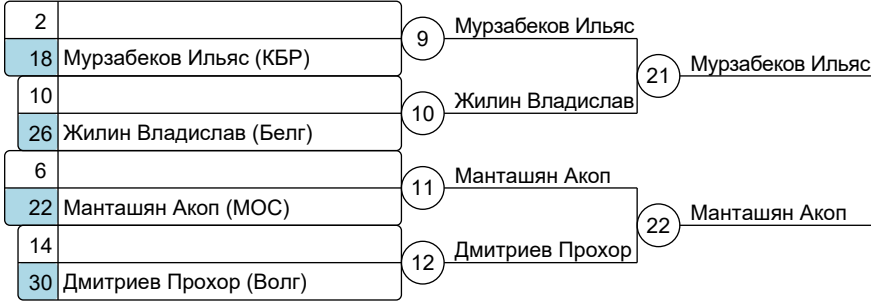 2
18 Мурзабеков Ильяс (КБР)
9 Мурзабеков Ильяс
21 Мурзабеков Ильяс
10
26 Жилин Владислав (Белг)
10 Жилин Владислав
6
22 Манташян Акоп (МОС)
11 Манташян Акоп
22 Манташян Акоп
14
30 Дмитриев Прохор (Волг)
12 Дмитриев Прохор